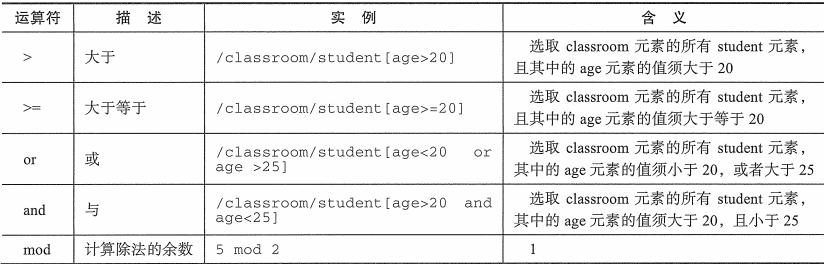 运算符 描 述 实 例 含 义
> 大于 /classroom/student[age>20] 选取 classroom 元素的所有 student 元素，
且其中的 age 元素的值须大于 20
>= 大于等于 /classroom/student[age>=20] 选取 classroom 元素的所有 student 元素，
且其中的 age 元素的值须大于等于 20
or 或 /classroom/student[age<20 or 选取 classroom 元素的所有 student 元素，
age >25] 其中的 age 元素的值须小于 20，或者大于 25
and 与 /classroom/student[age>20 and 选取 classroom 元素的所有 student 元素，
age<25] 其中的 age 元素的值须大于 20，且小于 25
mod 计算除法的余数 5 mod 2 1